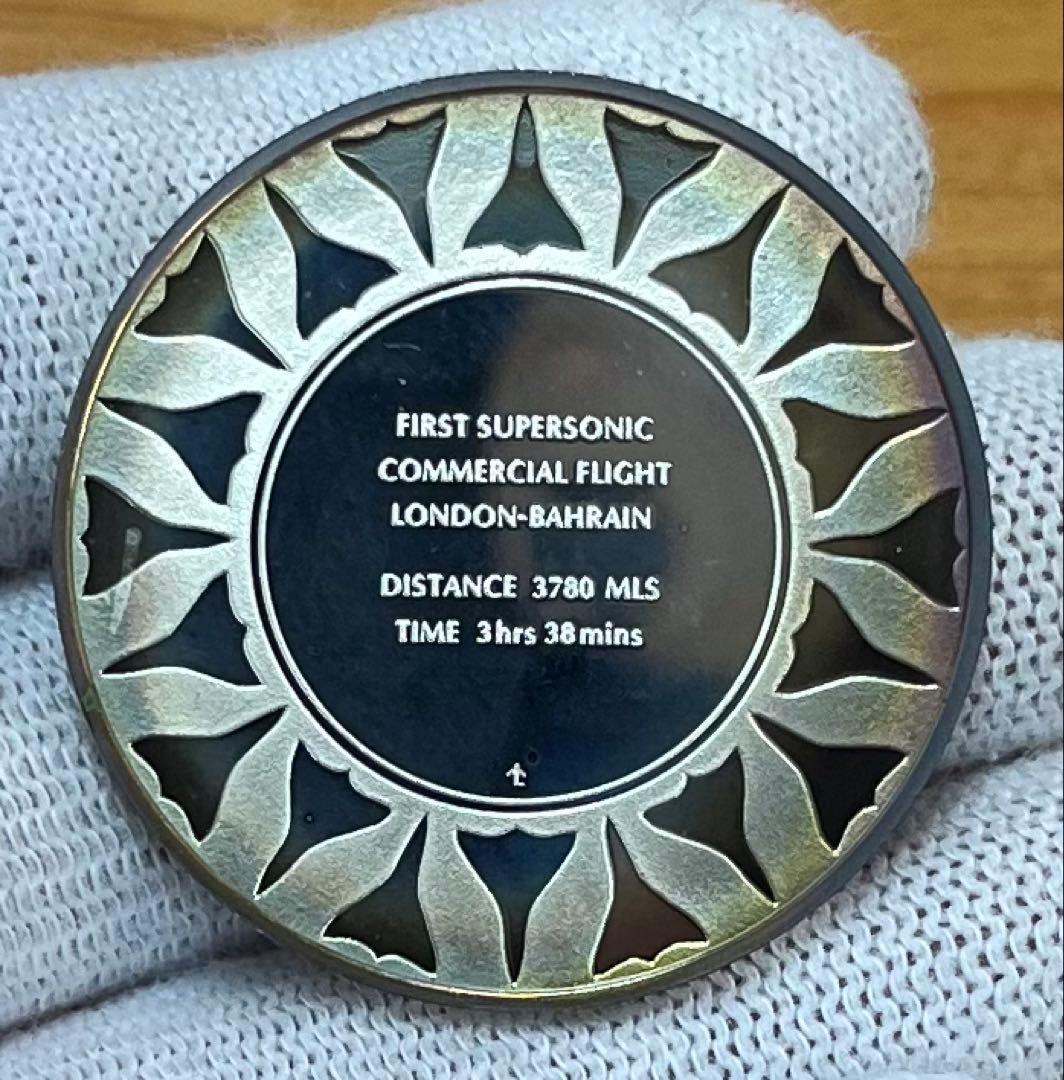 FIRST SUPERSONIC
COMMERCIAL FLIGHT
LONDON-BAHRAIN
DISTANCE 3780 MLS
TIME 3hrs 38mins